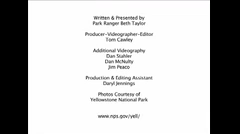 Written & Presented by
Park Ranger Beth Taylor
Producer-Videographer-Editor
Tom Cawley
Additional Videography
Dan Stahler
Dan McNulty
Jim Peaco
Production & Editing Assistant
Daryl Jennings
Photos Courtesy of
Yellowstone National Park
www.nps.gov/yell/